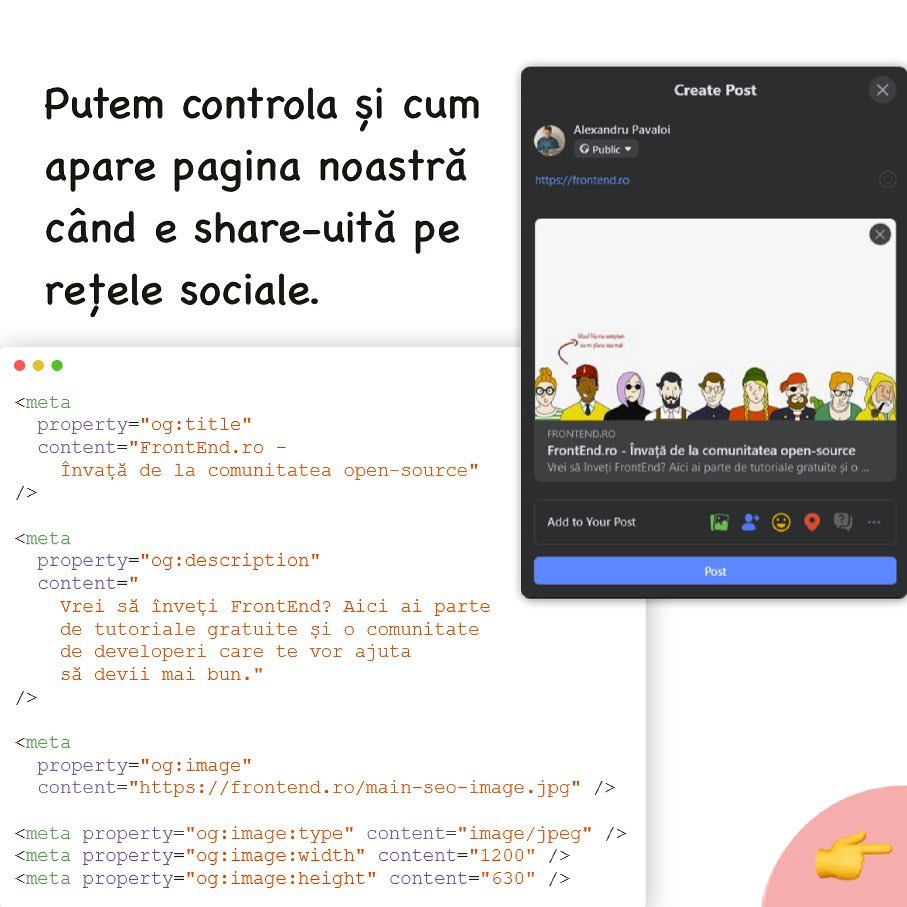 Putem controla și cum
apare pagina noastră
când e share-uită pe
rețele sociale.
Create Post
Alexandru Pavaloi
Public
https://frontend.ro
FRONTEND.RO
FrontEnd.ro - Învață de la comunitatea open-source
Vrei să înveți FrontEnd? Aici ai parte de tutoriale gratuite și o ...
Add to Your Post
Post
<meta
property="og:title"
content="FrontEnd.ro -
Învață de la comunitatea open-source"
/>
<meta
property="og:description"
content="
Vrei să înveți FrontEnd? Aici ai parte
de tutoriale gratuite și o comunitate
de developeri care te vor ajuta
să devii mai bun."
/>
<meta
property="og:image"
content="https://frontend.ro/main-seo-image.jpg" />
<meta property="og:image:type" content="image/jpeg" />
<meta property="og:image:width" content="1200" />
<meta property="og:image:height" content="630" />